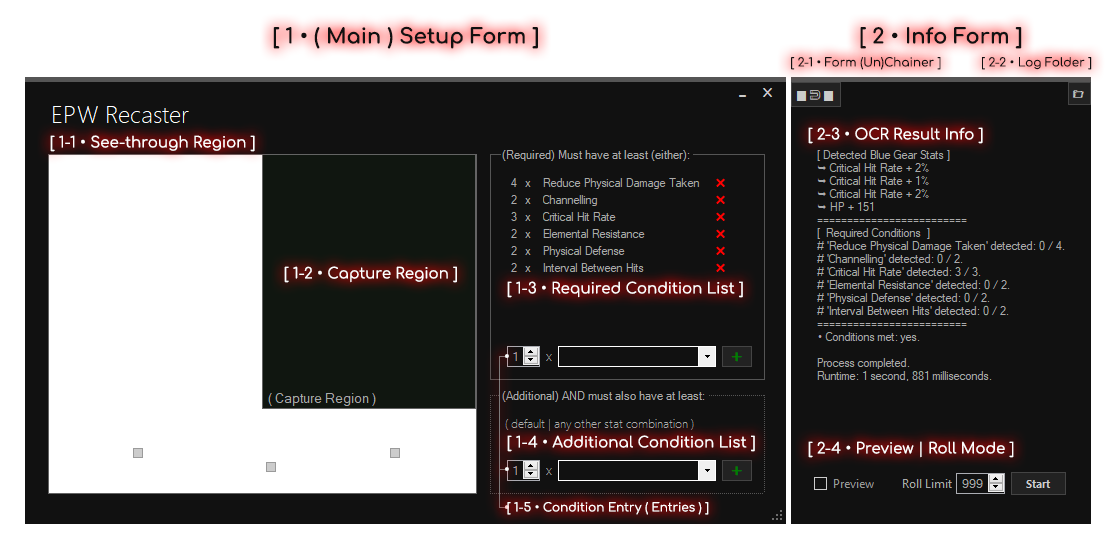 [ 1 • ( Main ) Setup Form ]
[ 2 • Info Form ]
[ 2-1 • Form (Un)Chainer ]
[ 2-2 • Log Folder ]
EPW Recaster
[ 1-1 • See-through Region ]
[ 1-2 • Capture Region ]
( Capture Region )
(Required) Must have at least (either):
4 x Reduce Physical Damage Taken
2 x Channelling
3 x Critical Hit Rate
2 x Elemental Resistance
2 x Physical Defense
2 x Interval Between Hits
[ 1-3 • Required Condition List ]
1 x
(Additional) AND must also have at least:
( default | any other stat combination )
[ 1-4 • Additional Condition List ]
1 x
[ 1-5 • Condition Entry ( Entries ) ]
[ 2-3 • OCR Result Info ]
[ Detected Blue Gear Stats ]
➥ Critical Hit Rate + 2%
➥ Critical Hit Rate + 1%
➥ Critical Hit Rate + 2%
➥ HP + 151
=========================
[ Required Conditions ]
# 'Reduce Physical Damage Taken' detected: 0 / 4.
# 'Channelling' detected: 0 / 2.
# 'Critical Hit Rate' detected: 3 / 3.
# 'Elemental Resistance' detected: 0 / 2.
# 'Physical Defense' detected: 0 / 2.
# 'Interval Between Hits' detected: 0 / 2.
=========================
• Conditions met: yes.
Process completed.
Runtime: 1 second, 881 milliseconds.
[ 2-4 • Preview | Roll Mode ]
Preview
Roll Limit 999
Start